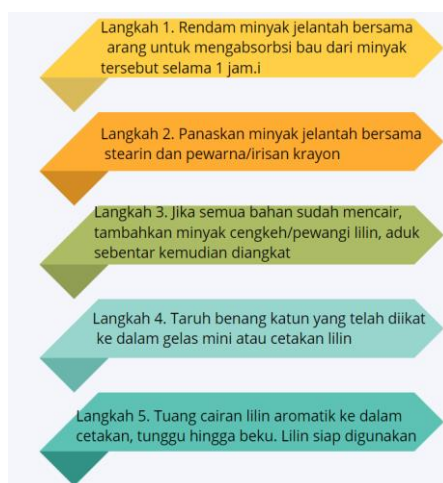 Langkah 1. Rendam minyak jelantah bersama
arang untuk mengabsorbsi bau dari minyak
tersebut selama 1 jam.i
Langkah 2. Panaskan minyak jelantah bersama
stearin dan pewarna/irisan krayon
Langkah 3. Jika semua bahan sudah mencair,
tambahkan minyak cengkeh/pewangi lilin, aduk
sebentar kemudian diangkat
Langkah 4. Taruh benang katun yang telah diikat
ke dalam gelas mini atau cetakan lilin
Langkah 5. Tuang cairan lilin aromatik ke dalam
cetakan, tunggu hingga beku. Lilin siap digunakan